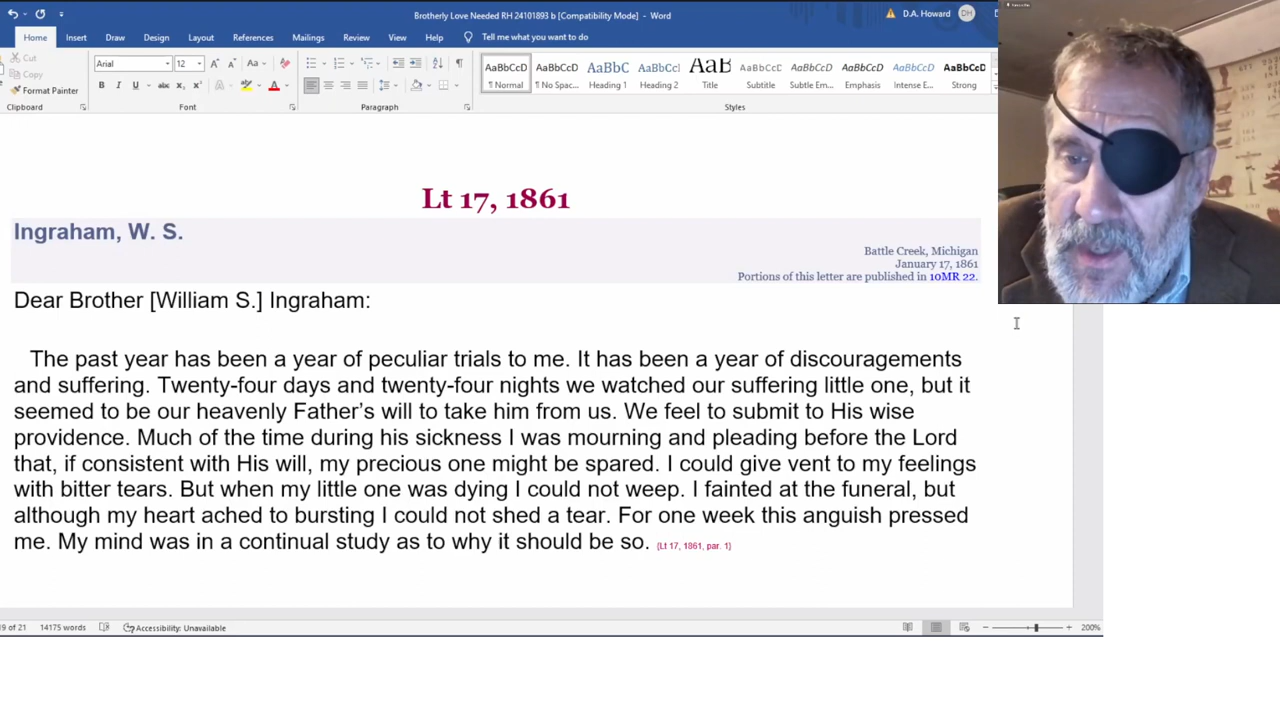 Brotherly Love Needed RH 24101893 b [Compatibility Mode] - Word
D.A. Howard
DH
Home Insert Draw Design Layout References Mailings Review View Help Tell me what you want to do
Cut
Copy
Format Painter
Clipboard
Arial 12
Font
Paragraph
AaBbCcD AaBbCcD AaBbC AaBbCcl AaB AaBbCcD AaBbCcD AaBbCcD AaBbCcD AaBbCcD
¶ Normal ¶ No Spac... Heading 1 Heading 2 Title Subtitle Subtle Em... Emphasis Intense E... Strong
Styles
Lt 17, 1861
Ingraham, W. S.
Battle Creek, Michigan
January 17, 1861
Portions of this letter are published in 10MR 22.
Dear Brother [William S.] Ingraham:
The past year has been a year of peculiar trials to me. It has been a year of discouragements
and suffering. Twenty-four days and twenty-four nights we watched our suffering little one, but it
seemed to be our heavenly Father's will to take him from us. We feel to submit to His wise
providence. Much of the time during his sickness I was mourning and pleading before the Lord
that, if consistent with His will, my precious one might be spared. I could give vent to my feelings
with bitter tears. But when my little one was dying I could not weep. I fainted at the funeral, but
although my heart ached to bursting I could not shed a tear. For one week this anguish pressed
me. My mind was in a continual study as to why it should be so. {Lt 17, 1861, par. 1}
19 of 21 14175 words Accessibility: Unavailable 200%